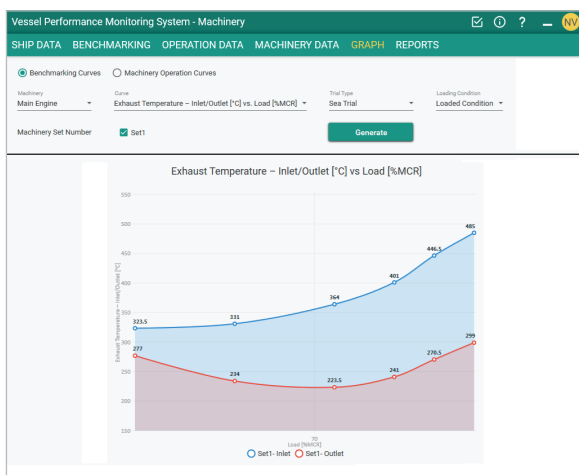 Vessel Performance Monitoring System - Machinery ? NV
SHIP DATA BENCHMARKING OPERATION DATA MACHINERY DATA GRAPH REPORTS
Benchmarking Curves Machinery Operation Curves
Machinery Curve Trial Type Loading Condition
Main Engine Exhaust Temperature – Inlet/Outlet [°C] vs. Load [%MCR] Sea Trial Loaded Condition
Machinery Set Number Set1 Generate
Exhaust Temperature – Inlet/Outlet [°C] vs Load [%MCR]
Exhaust Temperature – Inlet/Outlet [°C]
550
500
450
400
350
300
250
200
150
323.5 331 364 401 446.5 485
277 234 223.5 241 270.5 299
70
Load [%MCR]
Set1- Inlet Set1- Outlet